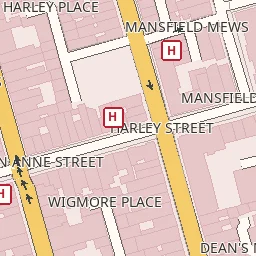 HARLEY PLACE
MANSFIELD MEWS
H
MANSFIELD
H
HARLEY STREET
N ANNE STREET
H
WIGMORE PLACE
DEAN'S M